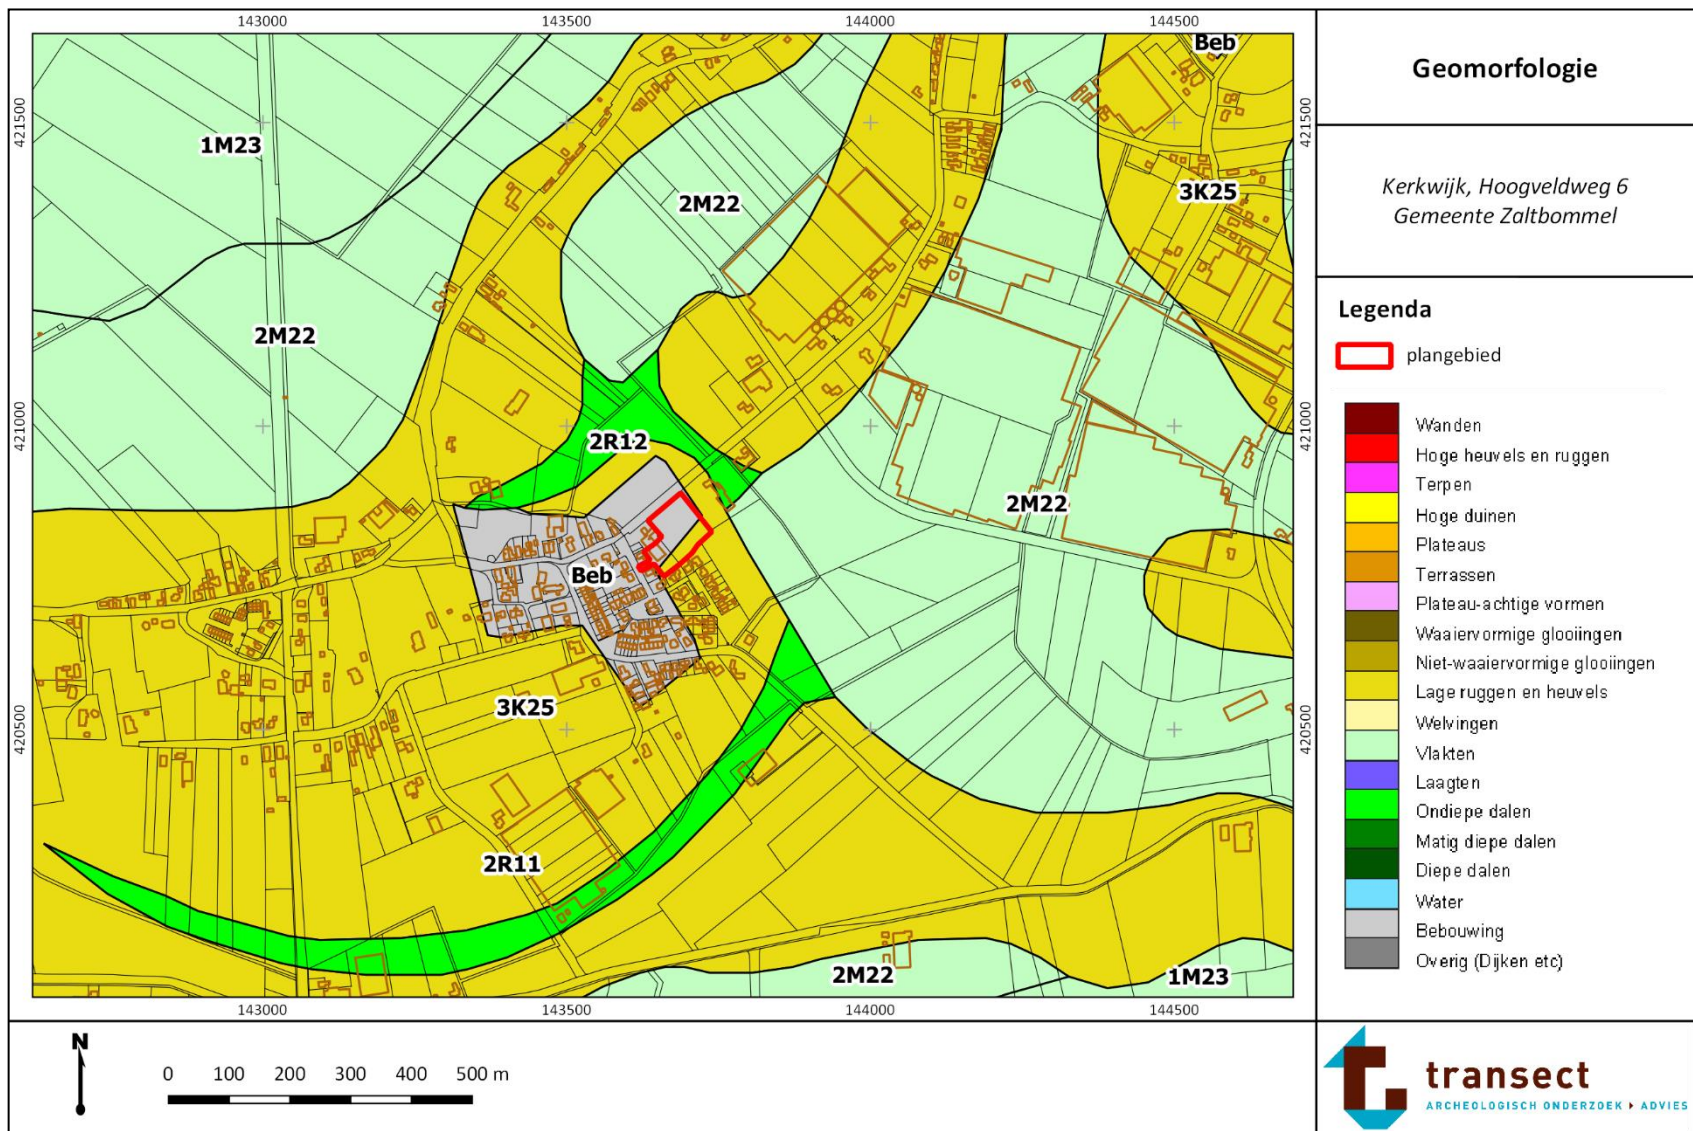 143000
143500
144000
144500
Beb
421500
421500
1M23
2M22
3K25
2M22
421000
421000
2R12
2M22
Beb
3K25
420500
420500
2R11
2M22
1M23
143000
143500
144000
144500
N
0 100 200 300 400 500 m
Geomorfologie
Kerkwijk, Hoogveldweg 6
Gemeente Zaltbommel
Legenda
plangebied
Wanden
Hoge heuvels en ruggen
Terpen
Hoge duinen
Plateaus
Terrassen
Plateau-achtige vormen
Waaiervormige glooiingen
Niet-waaiervormige glooiingen
Lage ruggen en heuvels
Welvingen
Vlakten
Laagten
Ondiepe dalen
Matig diepe dalen
Diepe dalen
Water
Bebouwing
Overig (Dijken etc)
transect
ARCHEOLOGISCH ONDERZOEK ▸ ADVIES